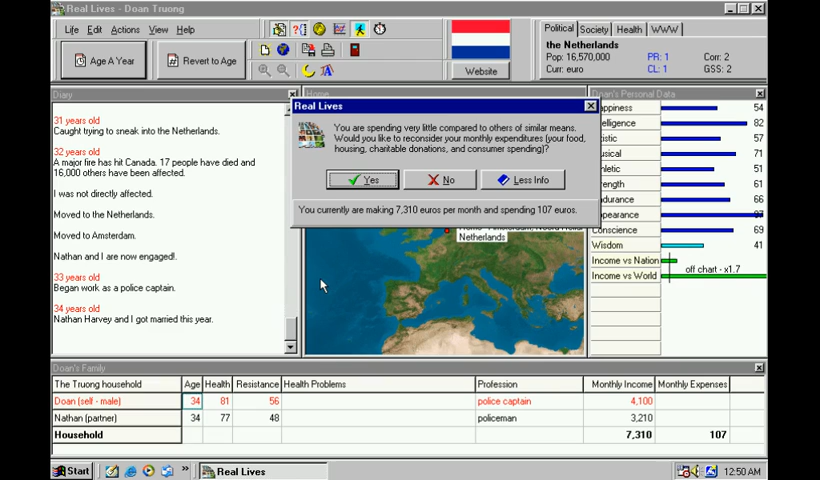 Real Lives - Doan Truong
Life Edit Actions View Help
Age A Year
Revert to Age
Website
Political Society Health WWW
the Netherlands
Pop: 16,570,000 PR: 1 Corr: 2
Curr: euro CL: 1 GSS: 2
Diary
Home
Doan's Personal Data
31 years old
Caught trying to sneak into the Netherlands.
32 years old
A major fire has hit Canada. 17 people have died and
16,000 others have been affected.
I was not directly affected.
Moved to the Netherlands.
Moved to Amsterdam.
Nathan and I are now engaged!.
33 years old
Began work as a police captain.
34 years old
Nathan Harvey and I got married this year.
Real Lives
You are spending very little compared to others of similar means.
Would you like to reconsider your monthly expenditures (your food,
housing, charitable donations, and consumer spending)?
Yes No Less Info
You currently are making 7,310 euros per month and spending 107 euros.
Netherlands
appiness 54
telligence 82
tistic 57
usical 71
hletic 51
trength 61
ndurance 66
pearance
Conscience 69
Wisdom 41
Income vs Nation
Income vs World
off chart - x1.7
Doan's Family
The Truong household Age Health Resistance Health Problems Profession Monthly Income Monthly Expenses
Doan (self - male) 34 81 56 police captain 4,100
Nathan (partner) 34 77 48 policeman 3,210
Household 7,310 107
Start
»
Real Lives
12:50 AM